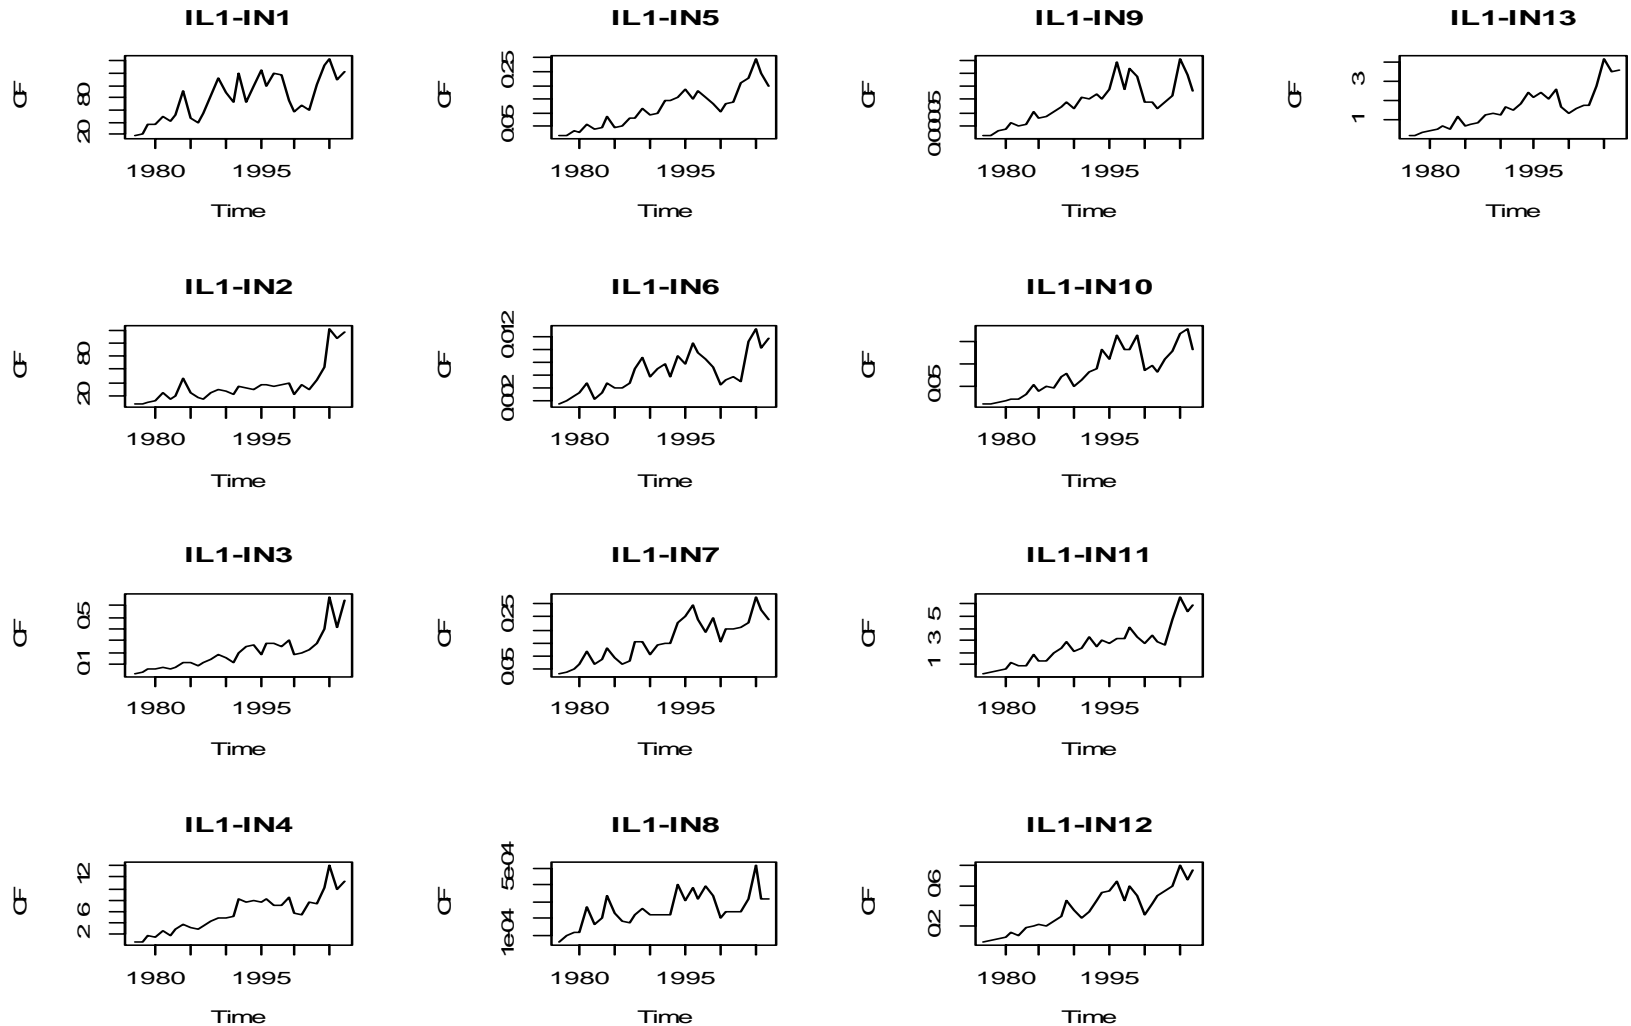 IL1-IN1
CF
20 80
1980 1995
Time
IL1-IN5
CF
0.05 0.25
1980 1995
Time
IL1-IN9
CF
1980 1995
Time
IL1-IN13
CF
1 3
1980 1995
Time
IL1-IN2
CF
20 80
1980 1995
Time
IL1-IN6
CF
0.002 0.012
1980 1995
Time
IL1-IN10
CF
0.05
1980 1995
Time
IL1-IN3
CF
0.1 0.5
1980 1995
Time
IL1-IN7
CF
0.05 0.25
1980 1995
Time
IL1-IN11
CF
1 3 5
1980 1995
Time
IL1-IN4
CF
2 6 12
1980 1995
Time
IL1-IN8
CF
1e-04 5e-04
1980 1995
Time
IL1-IN12
CF
0.2 0.6
1980 1995
Time